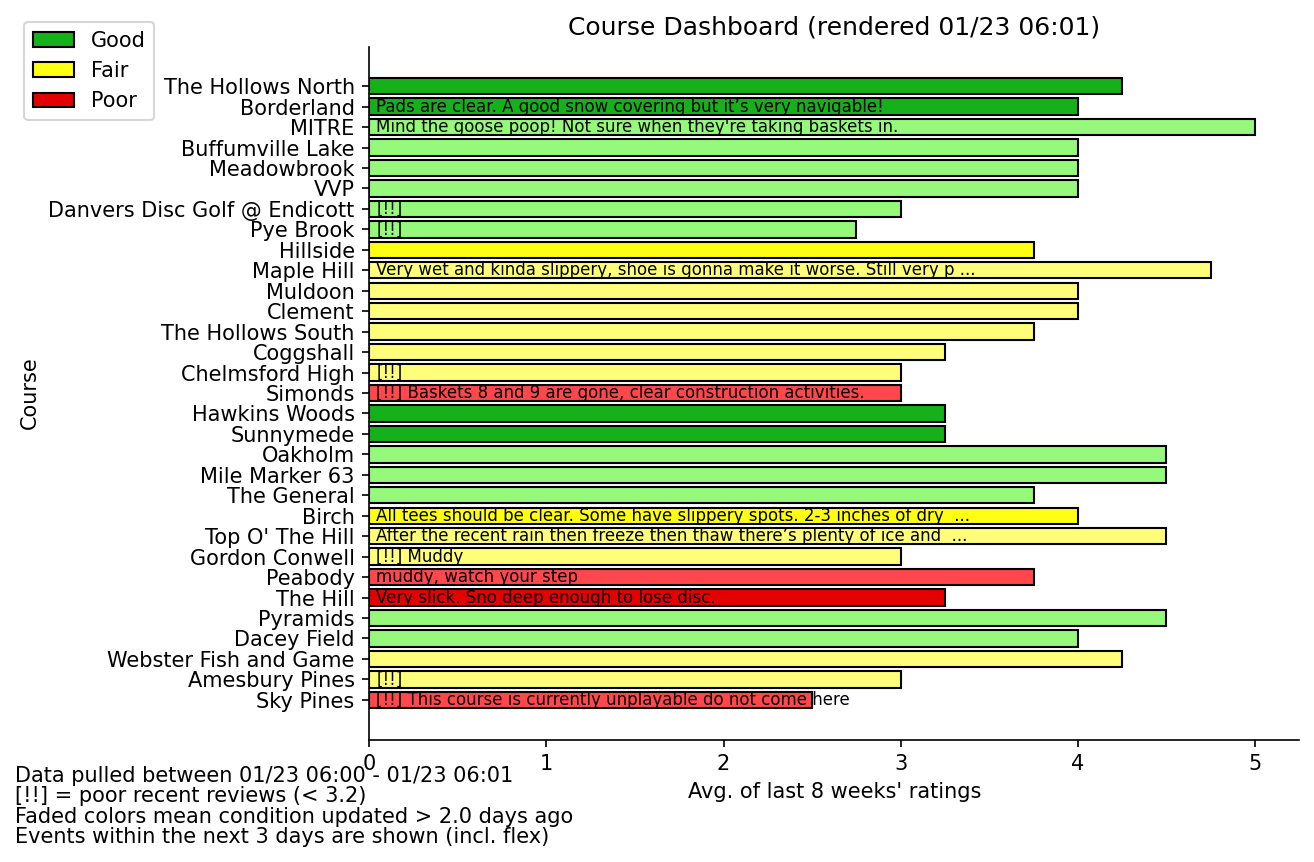 Course Dashboard (rendered 01/23 06:01)
Good
Fair
Poor
The Hollows North
Borderland Pads are clear. A good snow covering but it’s very navigable!
MITRE Mind the goose poop! Not sure when they're taking baskets in.
Buffumville Lake
Meadowbrook
VVP
Danvers Disc Golf @ Endicott [!!]
Pye Brook [!!]
Hillside
Maple Hill Very wet and kinda slippery, shoe is gonna make it worse. Still very p ...
Muldoon
Clement
The Hollows South
Coggshall
Chelmsford High [!!]
Simonds [!!] Baskets 8 and 9 are gone, clear construction activities.
Hawkins Woods
Sunnymede
Oakholm
Mile Marker 63
The General
Birch All tees should be clear. Some have slippery spots. 2-3 inches of dry ...
Top O' The Hill After the recent rain then freeze then thaw there’s plenty of ice and ...
Gordon Conwell [!!] Muddy
Peabody muddy, watch your step
The Hill Very slick. Sno deep enough to lose disc.
Pyramids
Dacey Field
Webster Fish and Game
Amesbury Pines [!!]
Sky Pines [!!] This course is currently unplayable do not come here
Course
0 1 2 3 4 5
Avg. of last 8 weeks' ratings
Data pulled between 01/23 06:00 - 01/23 06:01
[!!] = poor recent reviews (< 3.2)
Faded colors mean condition updated > 2.0 days ago
Events within the next 3 days are shown (incl. flex)